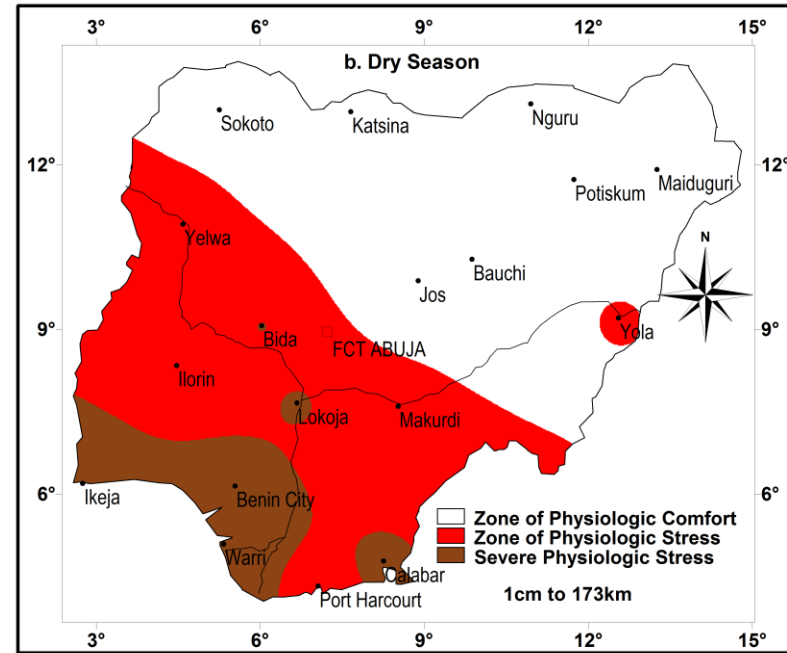 3° 6° 9° 12° 15°
b. Dry Season
Sokoto
Katsina
Nguru
12° 12°
Potiskum
Maiduguri
Yelwa
N
Bauchi
Jos
9° 9°
Bida
FCT ABUJA
Yola
Ilorin
Lokoja
Makurdi
6° 6°
Ikeja
Benin City
Zone of Physiologic Comfort
Zone of Physiologic Stress
Severe Physiologic Stress
Warri
Calabar
Port Harcourt
1cm to 173km
3° 6° 9° 12° 15°